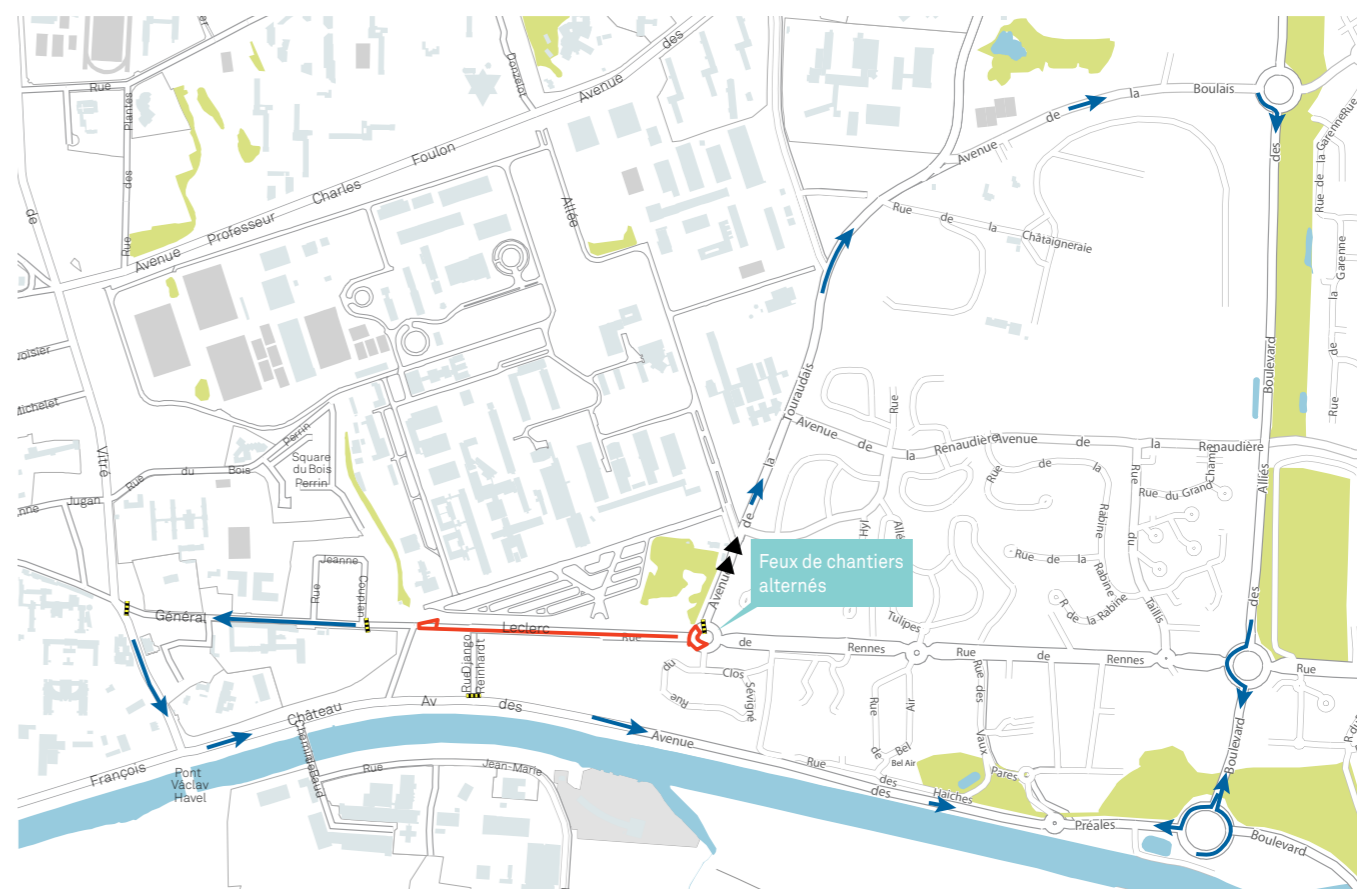 Rue
des
Plantes
Rue
Donzelot
Avenue
des
Avenue
Professeur
Charles
Foulon
Allée
de
Vitré
Michelet
Jugan
Rue
du
Bois
Perrin
Square
du Bois
Perrin
Rue
Jeanne
Couplan
Général
Leclerc
Rue
Rue Django
Reinhardt
François
Château
Av
des
Avenue
des
Préales
Pont
Vàclav
Havel
Rue
Jean-Marie
Feux de chantiers
alternés
Avenue
de
la
Touraudais
Avenue
de
la
Boulais
Rue
de
la
Châtaigneraie
Avenue
de
la
Renaudière
Avenue
de
la
Renaudière
Rue
Rue
de
la
Rabine
Rue de la
Rabine
R. de la Rabine
Rue
du
Taillis
Rue du Grand
Champ
Hyl
Tulipes
de
Rennes
Rue
de
Rennes
Rue
Rue
du
Clos
Sévigné
Rue
de
Bel
Air
Bel Air
Rue des
Vaux
Pares
Rue
des
Haiches
Boulevard
des
Alliés
Boulevard
des
Boulevard
Rue de la Garenne
Rue
Rue
de
la
Garenne